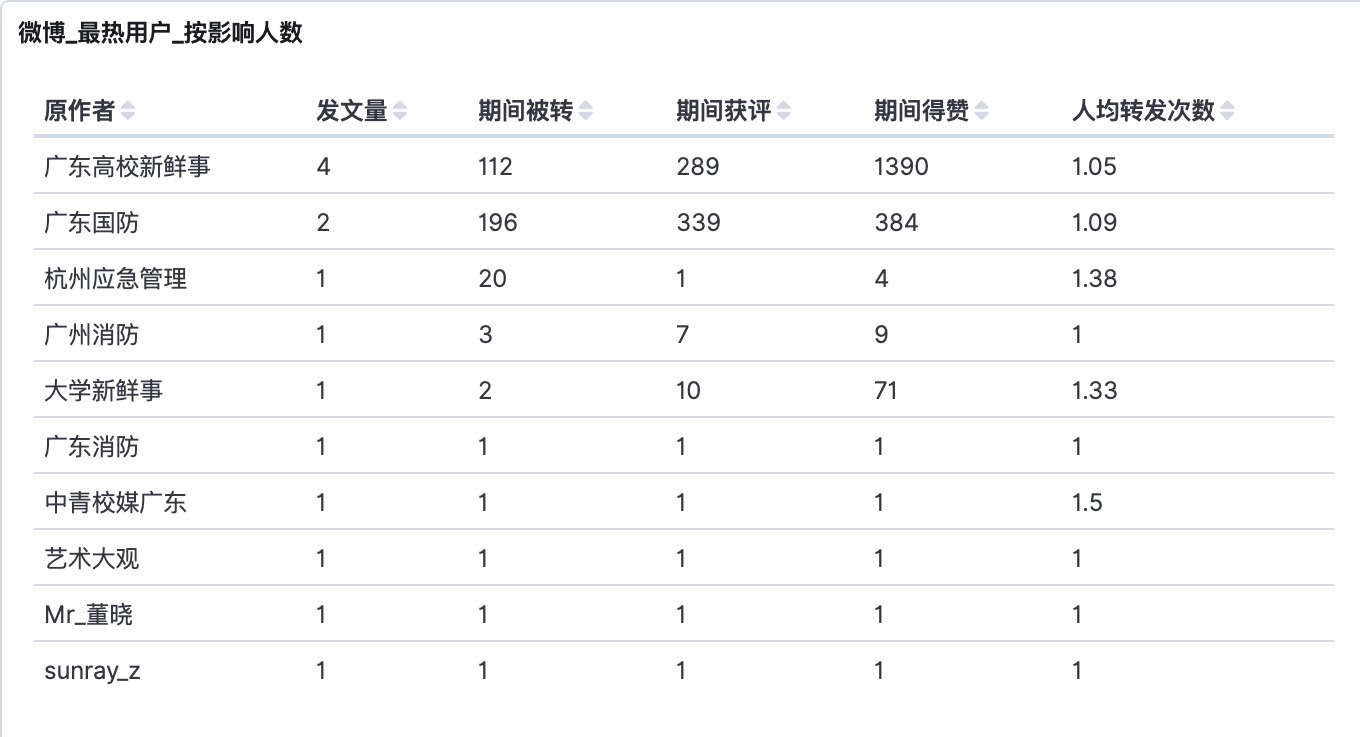 微博_最热用户_按影响人数
原作者 发文量 期间被转 期间获评 期间得赞 人均转发次数
广东高校新鲜事 4 112 289 1390 1.05
广东国防 2 196 339 384 1.09
杭州应急管理 1 20 1 4 1.38
广州消防 1 3 7 9 1
大学新鲜事 1 2 10 71 1.33
广东消防 1 1 1 1 1
中青校媒广东 1 1 1 1 1.5
艺术大观 1 1 1 1 1
Mr_董晓 1 1 1 1 1
sunray_z 1 1 1 1 1